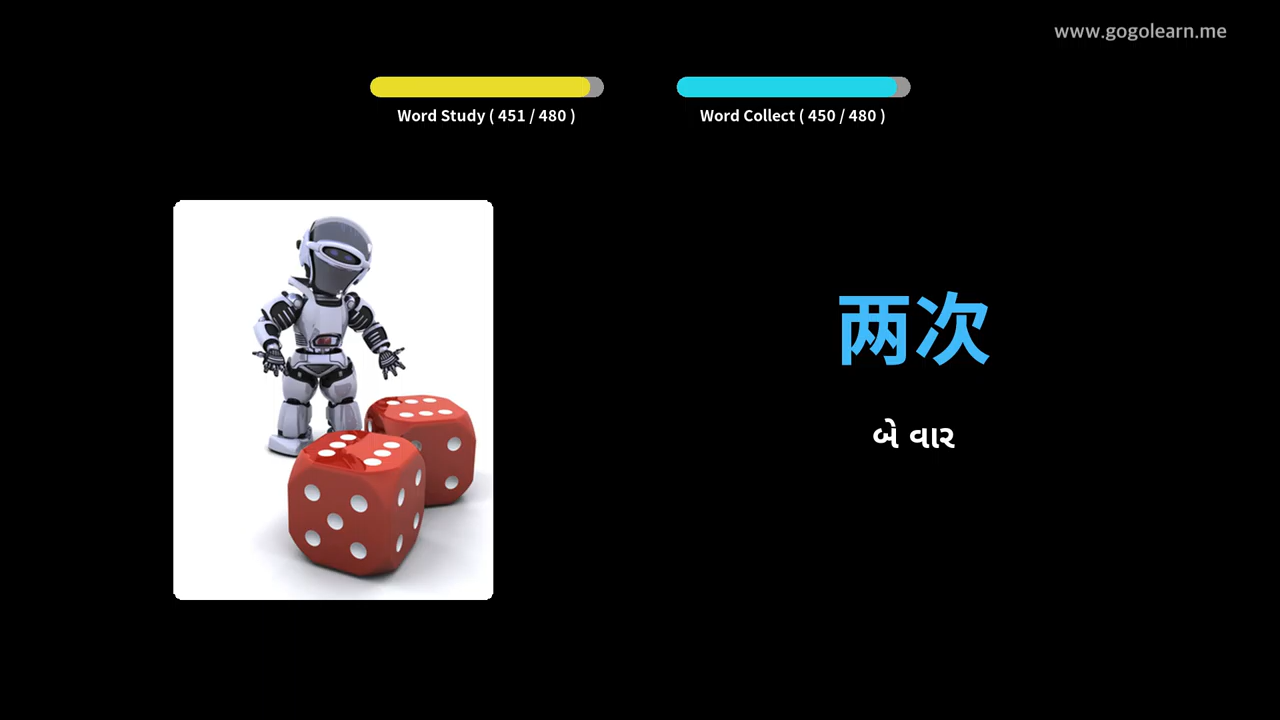 www.gogolearn.me
Word Study ( 451 / 480 )
Word Collect ( 450 / 480 )
两次
બે વાર